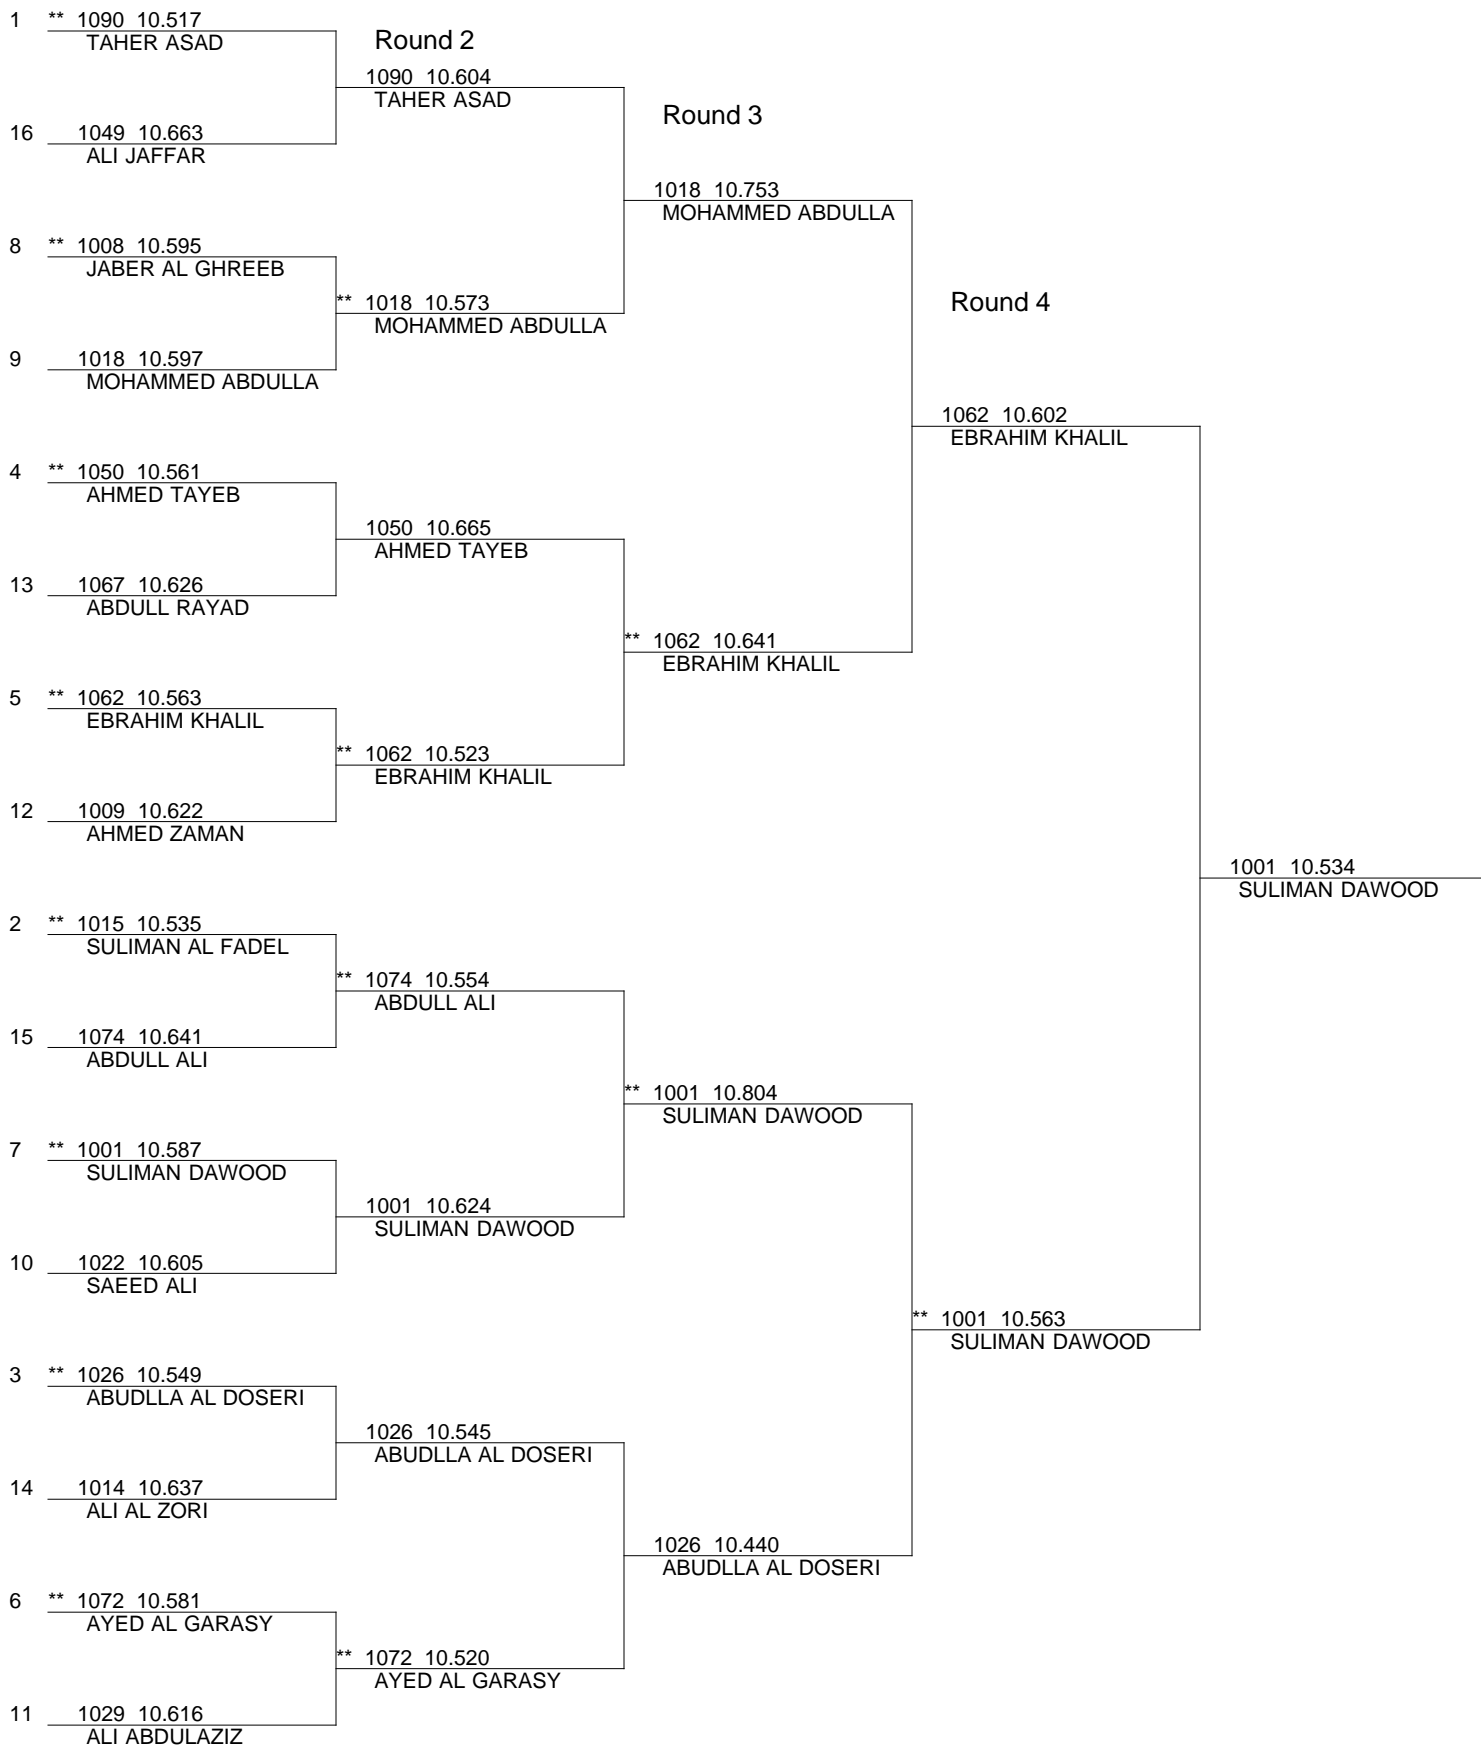 1 ** 1090 10.517
TAHER ASAD
16 1049 10.663
ALI JAFFAR
8 ** 1008 10.595
JABER AL GHREEB
9 1018 10.597
MOHAMMED ABDULLA
4 ** 1050 10.561
AHMED TAYEB
13 1067 10.626
ABDULL RAYAD
5 ** 1062 10.563
EBRAHIM KHALIL
12 1009 10.622
AHMED ZAMAN
2 ** 1015 10.535
SULIMAN AL FADEL
15 1074 10.641
ABDULL ALI
7 ** 1001 10.587
SULIMAN DAWOOD
10 1022 10.605
SAEED ALI
3 ** 1026 10.549
ABUDLLA AL DOSERI
14 1014 10.637
ALI AL ZORI
6 ** 1072 10.581
AYED AL GARASY
11 1029 10.616
ALI ABDULAZIZ
Round 2
1090 10.604
TAHER ASAD
** 1018 10.573
MOHAMMED ABDULLA
1050 10.665
AHMED TAYEB
** 1062 10.523
EBRAHIM KHALIL
** 1074 10.554
ABDULL ALI
1001 10.624
SULIMAN DAWOOD
1026 10.545
ABUDLLA AL DOSERI
** 1072 10.520
AYED AL GARASY
Round 3
1018 10.753
MOHAMMED ABDULLA
** 1062 10.641
EBRAHIM KHALIL
** 1001 10.804
SULIMAN DAWOOD
1026 10.440
ABUDLLA AL DOSERI
Round 4
1062 10.602
EBRAHIM KHALIL
** 1001 10.563
SULIMAN DAWOOD
1001 10.534
SULIMAN DAWOOD